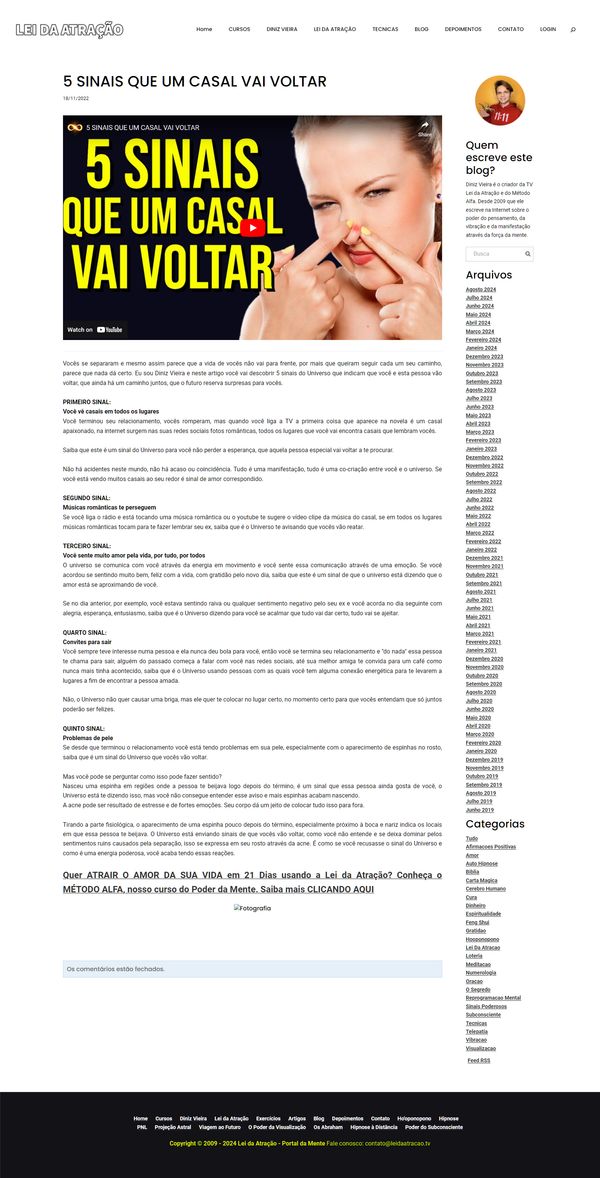 LEI DA ATRAÇÃO
Home CURSOS DINIZ VIEIRA LEI DA ATRAÇÃO TECNICAS BLOG DEPOIMENTOS CONTATO LOGIN
5 SINAIS QUE UM CASAL VAI VOLTAR
18/11/2022
5 SINAIS QUE UM CASAL VAI VOLTAR
Share
5 SINAIS
QUE UM CASAL
VAI VOLTAR
Watch on YouTube
Vocês se separaram e mesmo assim parece que a vida de vocês não vai para frente, por mais que queiram seguir cada um seu caminho,
parece que nada dá certo. Eu sou Diniz Vieira e neste artigo você vai descobrir 5 sinais do Universo que indicam que você e esta pessoa vão
voltar, que ainda há um caminho juntos, que o futuro reserva surpresas para vocês.
PRIMEIRO SINAL:
Você vê casais em todos os lugares
Você terminou seu relacionamento, vocês romperam, mas quando você liga a TV a primeira coisa que aparece na novela é um casal
apaixonado, na internet surgem nas suas redes sociais fotos românticas, todos os lugares que você vai encontra casais que lembram vocês.
Saiba que este é um sinal do Universo para você não perder a esperança, que aquela pessoa especial vai voltar a te procurar.
Não há acidentes neste mundo, não há acaso ou coincidência. Tudo é uma manifestação, tudo é uma co-criação entre você e o universo. Se
você está vendo muitos casais ao seu redor é sinal de amor correspondido.
SEGUNDO SINAL:
Músicas românticas te perseguem
Se você liga o rádio e está tocando uma música romântica ou o youtube te sugere o vídeo clipe da música do casal, se em todos os lugares
músicas românticas tocam para te fazer lembrar seu ex, saiba que é o Universo te avisando que vocês vão reatar.
TERCEIRO SINAL:
Você sente muito amor pela vida, por tudo, por todos
O universo se comunica com você através da energia em movimento e você sente essa comunicação através de uma emoção. Se você
acordou se sentindo muito bem, feliz com a vida, com gratidão pelo novo dia, saiba que este é um sinal de que o universo está dizendo que o
amor está se aproximando de você.
Se no dia anterior, por exemplo, você estava sentindo raiva ou qualquer sentimento negativo pelo seu ex e você acorda no dia seguinte com
alegria, esperança, entusiasmo, saiba que é o Universo dizendo para você se acalmar que tudo vai dar certo, tudo vai se ajeitar.
QUARTO SINAL:
Convites para sair
Você sempre teve interesse numa pessoa e ela nunca deu bola para você, então você se termina seu relacionamento e "do nada" essa pessoa
te chama para sair, alguém do passado começa a falar com você nas redes sociais, até sua melhor amiga te convida para um café como
nunca mais tinha acontecido, saiba que é o Universo usando pessoas com as quais você tem alguma conexão energética para te levarem a
lugares a fim de encontrar a pessoa amada.
Não, o Universo não quer causar uma briga, mas ele quer te colocar no lugar certo, no momento certo para que vocês entendam que só juntos
poderão ser felizes.
QUINTO SINAL:
Problemas de pele
Se desde que terminou o relacionamento você está tendo problemas em sua pele, especialmente com o aparecimento de espinhas no rosto,
saiba que é um sinal do Universo que vocês vão voltar.
Mas você pode se perguntar como isso pode fazer sentido?
Nasceu uma espinha em regiões onde a pessoa te beijava logo depois do término, é um sinal que essa pessoa ainda gosta de você, o
Universo está te dizendo isso, mas você não consegue entender esse aviso e mais espinhas acabam nascendo.
A acne pode ser resultado de estresse e de fortes emoções. Seu corpo dá um jeito de colocar tudo isso para fora.
Tirando a parte fisiológica, o aparecimento de uma espinha pouco depois do término, especialmente próximo à boca e nariz indica os locais
em que essa pessoa te beijava. O Universo está enviando sinais de que vocês vão voltar, como você não entende e se deixa dominar pelos
sentimentos ruins causados pela separação, isso se expressa em seu rosto através da acne. É como se você recusasse o sinal do Universo e
como é uma energia poderosa, você acaba tendo essas reações.
Quer ATRAIR O AMOR DA SUA VIDA em 21 Dias usando a Lei da Atração? Conheça o
MÉTODO ALFA, nosso curso do Poder da Mente. Saiba mais CLICANDO AQUI
Fotografia
Os comentários estão fechados.
11:11
Quem
escreve este
blog?
Diniz Vieira é o criador da TV
Lei da Atração e do Método
Alfa. Desde 2009 que ele
escreve na Internet sobre o
poder do pensamento, da
vibração e da manifestação
através da força da mente.
Busca
Arquivos
Agosto 2024
Julho 2024
Junho 2024
Maio 2024
Abril 2024
Março 2024
Fevereiro 2024
Janeiro 2024
Dezembro 2023
Novembro 2023
Outubro 2023
Setembro 2023
Agosto 2023
Julho 2023
Junho 2023
Maio 2023
Abril 2023
Março 2023
Fevereiro 2023
Janeiro 2023
Dezembro 2022
Novembro 2022
Outubro 2022
Setembro 2022
Agosto 2022
Julho 2022
Junho 2022
Maio 2022
Abril 2022
Março 2022
Fevereiro 2022
Janeiro 2022
Dezembro 2021
Novembro 2021
Outubro 2021
Setembro 2021
Agosto 2021
Julho 2021
Junho 2021
Maio 2021
Abril 2021
Março 2021
Fevereiro 2021
Janeiro 2021
Dezembro 2020
Novembro 2020
Outubro 2020
Setembro 2020
Agosto 2020
Julho 2020
Junho 2020
Maio 2020
Abril 2020
Março 2020
Fevereiro 2020
Janeiro 2020
Dezembro 2019
Novembro 2019
Outubro 2019
Setembro 2019
Agosto 2019
Julho 2019
Junho 2019
Categorias
Tudo
Afirmacoes Positivas
Amor
Auto Hipnose
Biblia
Carta Magica
Cerebro Humano
Cura
Dinheiro
Espiritualidade
Feng Shui
Gratidao
Hooponopono
Lei Da Atracao
Loteria
Meditacao
Numerologia
Oracao
O Segredo
Reprogramacao Mental
Sinais Poderosos
Subconsciente
Tecnicas
Telepatia
Vibracao
Visualizacao
Feed RSS
Home Cursos Diniz Vieira Lei da Atração Exercícios Artigos Blog Depoimentos Contato Ho'oponopono Hipnose
PNL Projeção Astral Viagem ao Futuro O Poder da Visualização Os Abraham Hipnose à Distância Poder do Subconsciente
Copyright © 2009 - 2024 Lei da Atração - Portal da Mente Fale conosco: contato@leidaatracao.tv